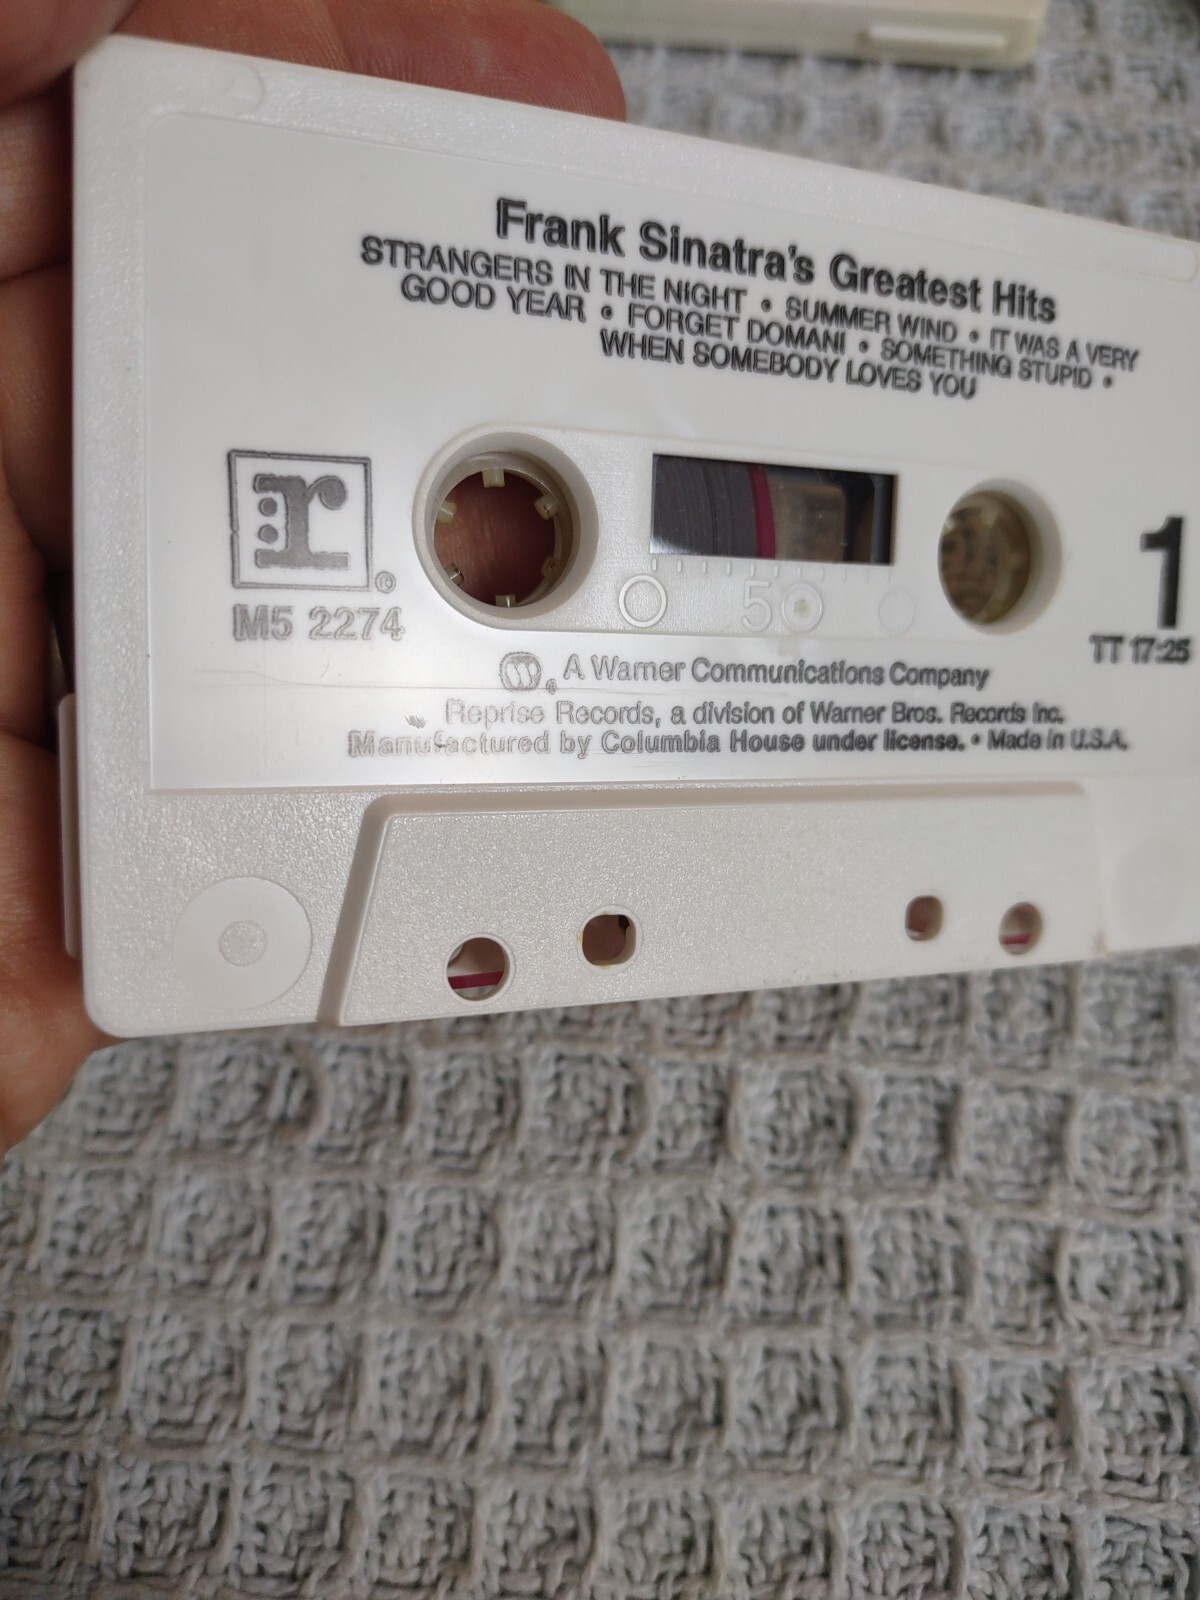 Frank Sinatra's Greatest Hits
STRANGERS IN THE NIGHT • SUMMER WIND • IT WAS A VERY
GOOD YEAR • FORGET DOMANI • SOMETHING STUPID •
WHEN SOMEBODY LOVES YOU
r
®
M5 2274
50
1
TT 17:25
W® A Warner Communications Company
Reprise Records, a division of Warner Bros. Records Inc.
Manufactured by Columbia House under license. • Made in U.S.A.